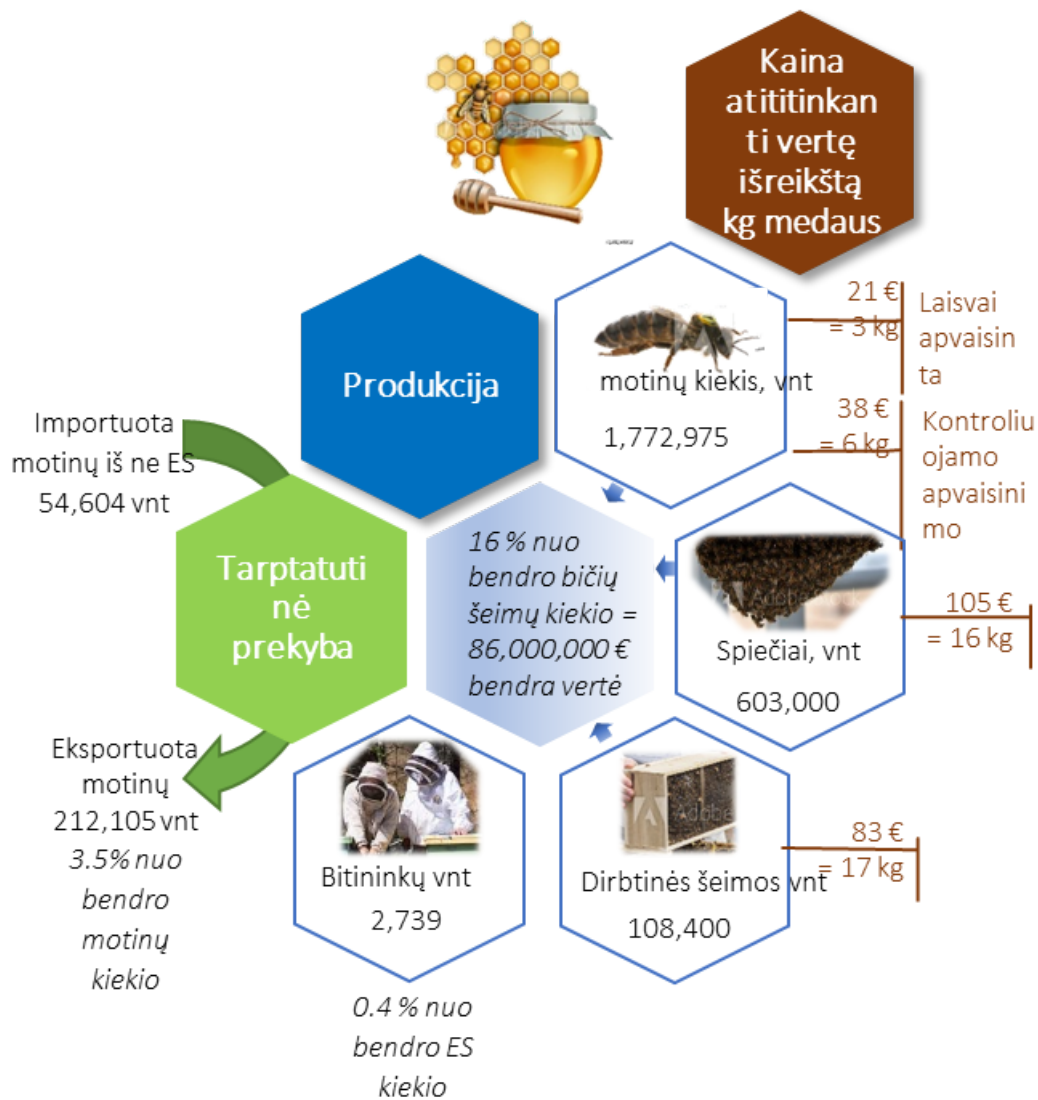 Kaina
atititinkan
ti vertę
išreikštą
kg medaus
Produkcija
motinų kiekis, vnt
1,772,975
21 €
= 3 kg
Laisvai
apvaisin
ta
38 €
= 6 kg
Kontroliu
ojamo
apvaisini
mo
Importuota
motinų iš ne ES
54,604 vnt
Tarptatuti
nė
prekyba
16 % nuo
bendro bičių
šeimų kiekio =
86,000,000 €
bendra vertė
Spiečiai, vnt
603,000
105 €
= 16 kg
Eksportuota
motinų
212,105 vnt
3.5% nuo
bendro
motinų
kiekio
Bitininkų vnt
2,739
0.4 % nuo
bendro ES
kiekio
Dirbtinės šeimos vnt
108,400
83 €
= 17 kg